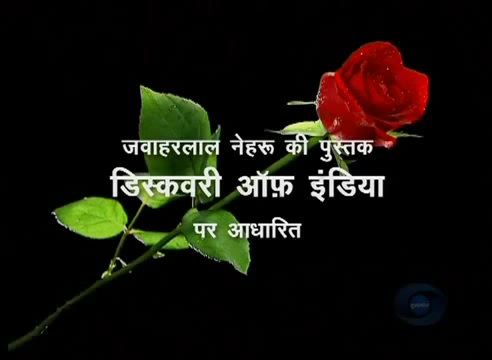 जवाहरलाल नेहरू की पुस्तक
डिस्कवरी ऑफ़ इंडिया
पर आधारित